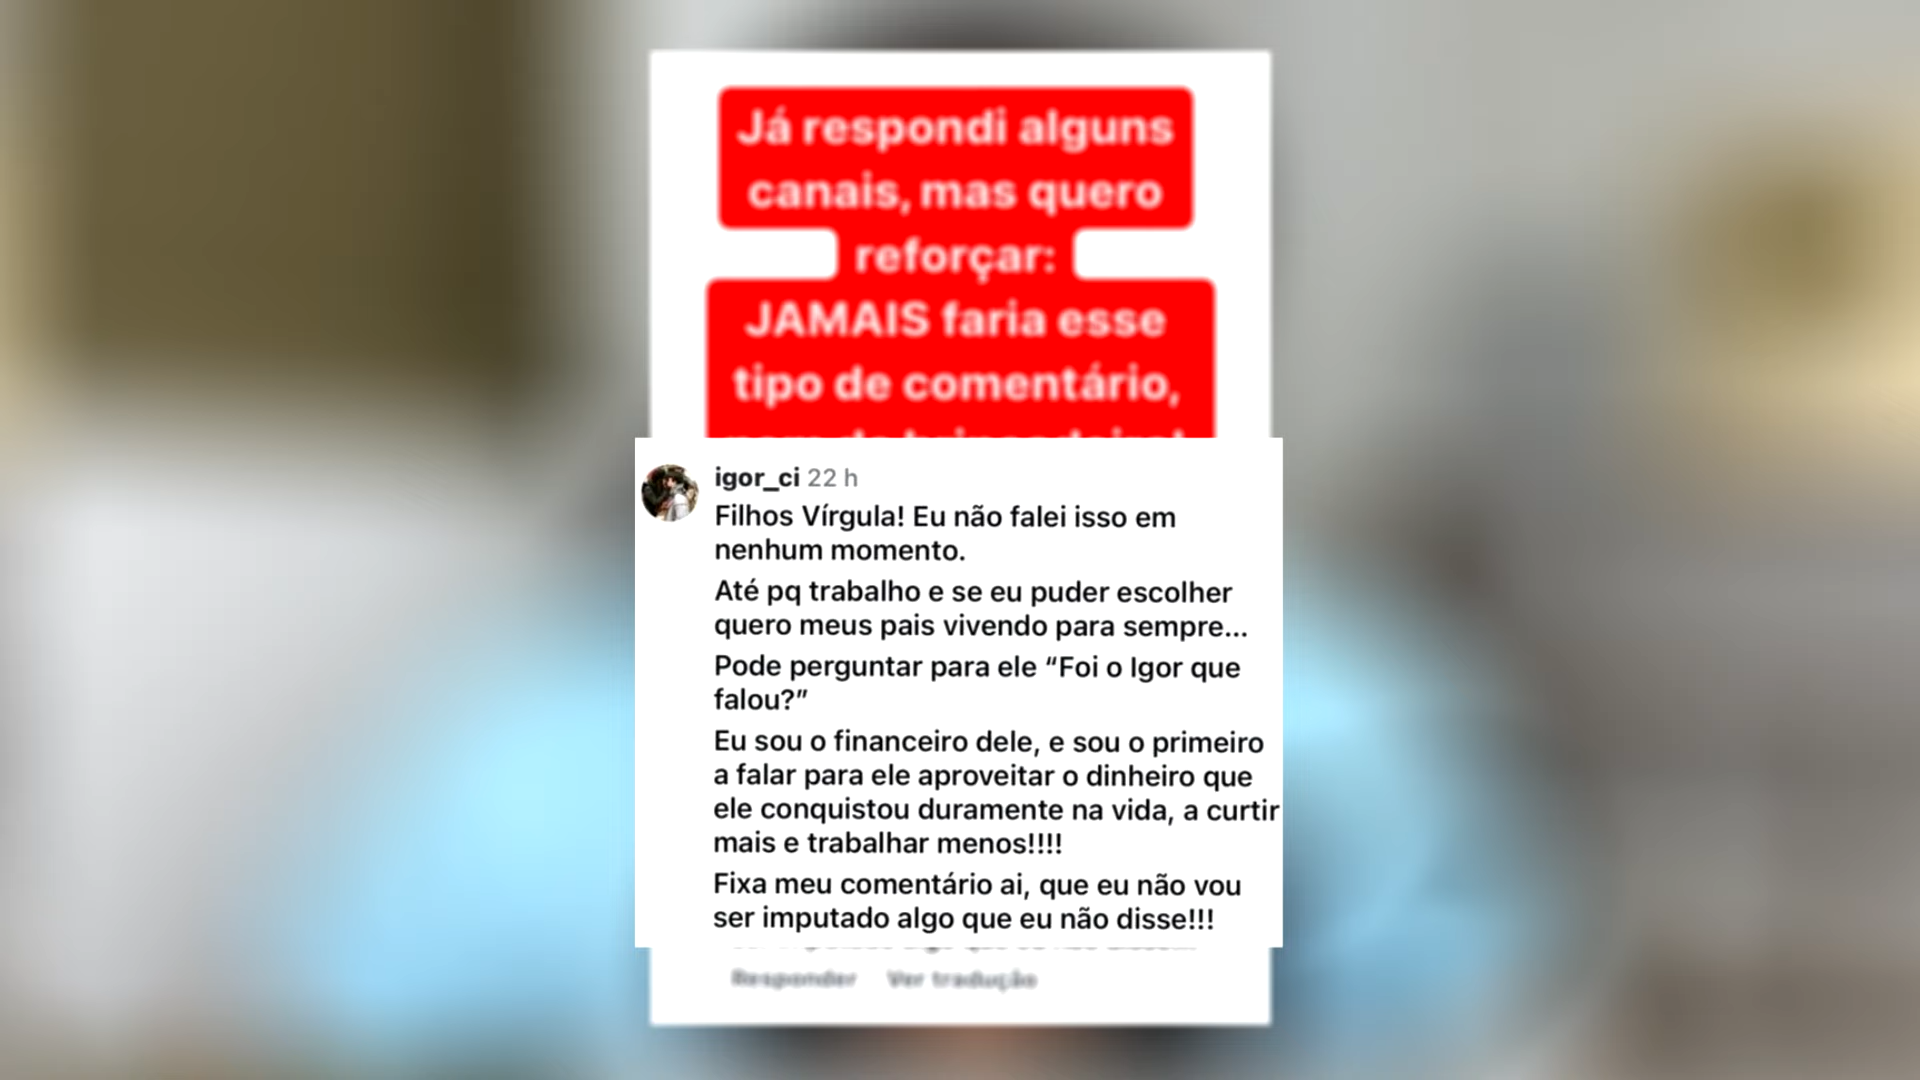 Já respondi alguns
canais, mas quero
reforçar:
JAMAIS faria esse
tipo de comentário,
igor_ci 22 h
Filhos Vírgula! Eu não falei isso em
nenhum momento.
Até pq trabalho e se eu puder escolher
quero meus pais vivendo para sempre...
Pode perguntar para ele “Foi o Igor que
falou?”
Eu sou o financeiro dele, e sou o primeiro
a falar para ele aproveitar o dinheiro que
ele conquistou duramente na vida, a curtir
mais e trabalhar menos!!!!
Fixa meu comentário ai, que eu não vou
ser imputado algo que eu não disse!!!
Responder Ver tradução